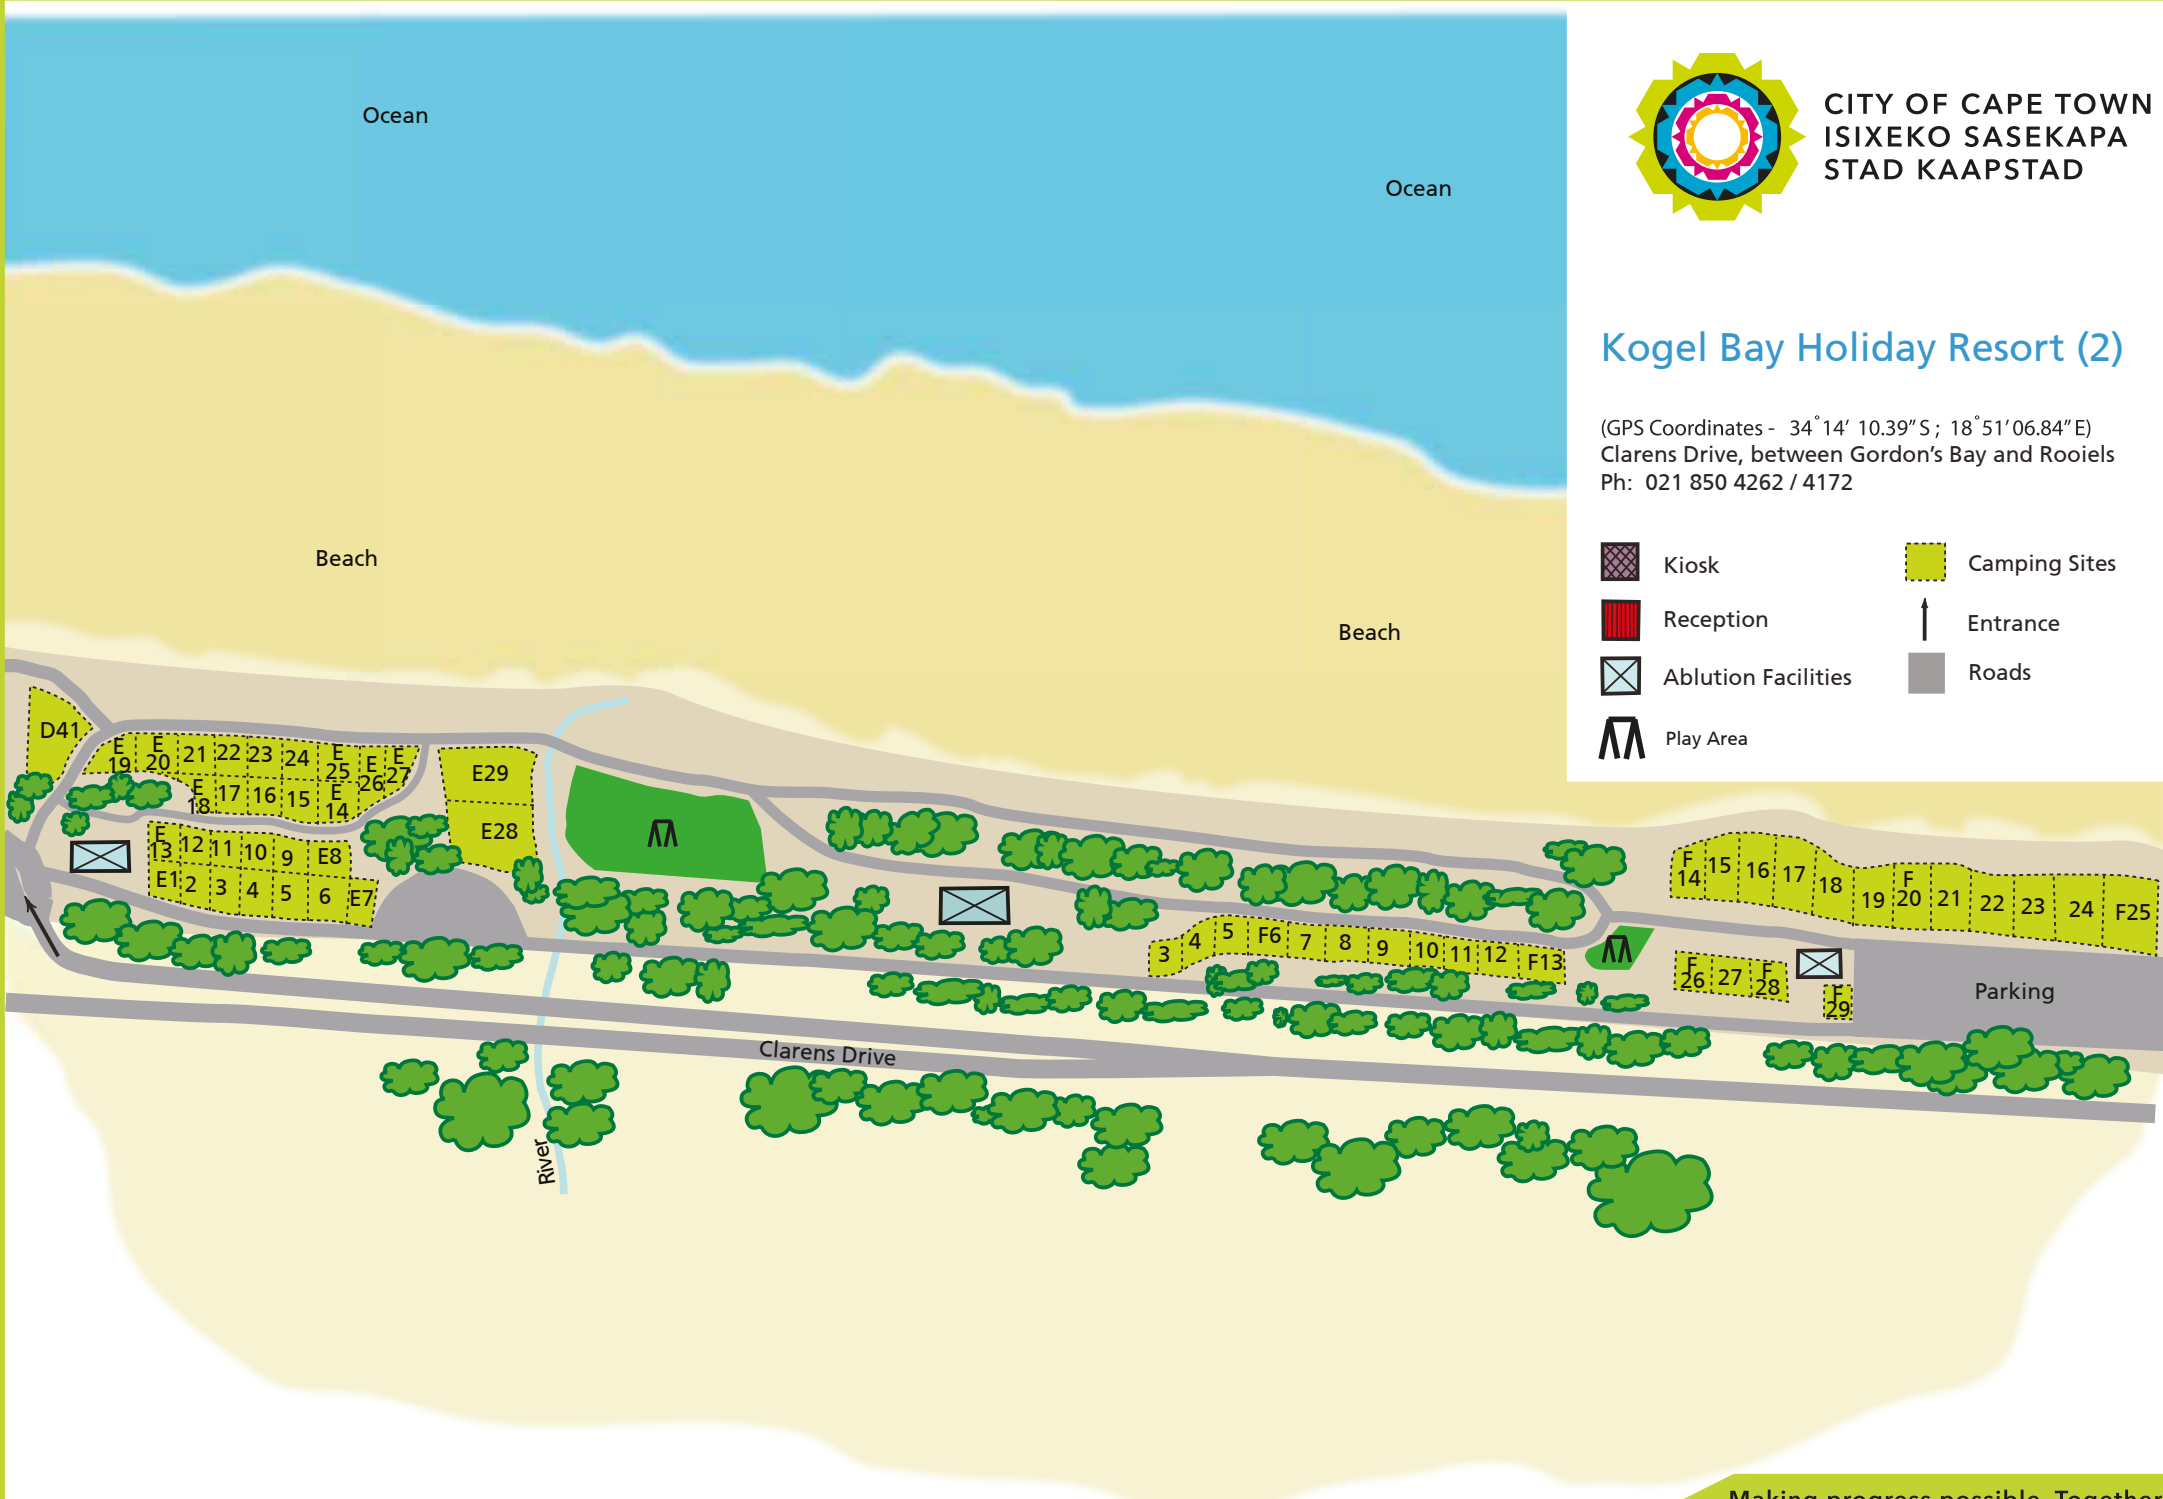 Ocean
Ocean
CITY OF CAPE TOWN
ISIXEKO SASEKAPA
STAD KAAPSTAD
Kogel Bay Holiday Resort (2)
(GPS Coordinates - 34°14’ 10.39” S ; 18°51’ 06.84” E)
Clarens Drive, between Gordon’s Bay and Rooiels
Ph: 021 850 4262 / 4172
Kiosk
Camping Sites
Reception
Entrance
Ablution Facilities
Roads
Play Area
Beach
Beach
D41
E 19
E 20
21
22
23
24
E 25
E 26
E 27
E 18
17
16
15
E 14
E 13
12
11
10
9
E8
E1
2
3
4
5
6
E7
E29
E28
3
4
5
F6
7
8
9
10
11
12
F13
F 14
15
16
17
18
19
F 20
21
22
23
24
F25
F 26
27
F 28
F 29
Parking
Clarens Drive
River
Making progress possible. Together